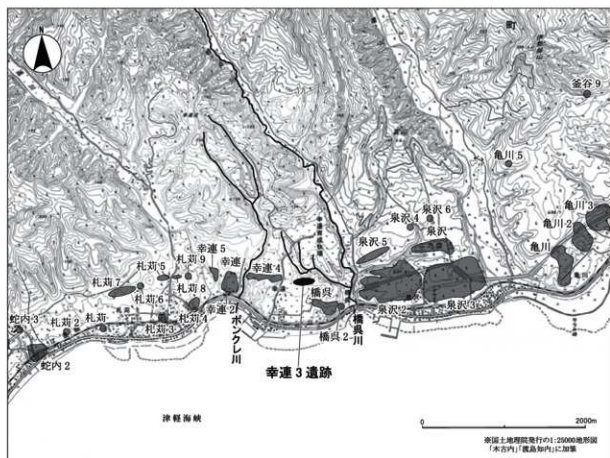 N
町
釜谷 9
亀川 5
亀川 3
亀川 2
亀川
泉沢 6
泉沢 4
泉沢
泉沢 5
泉沢 3
泉沢 2
幸連 5
幸連
幸連 4
幸連 2
札苅 9
札苅 5
札苅 8
札苅 7
札苅 6
札苅 4
札苅 3
札苅
札苅 2
蛇内 3
蛇内 2
橋呉
橋呉 2
橋呉川
ポンクレ川
幸連 3 遺跡
津軽海峡
0
2000m
※国土地理院発行の1:25000地形図
「木古内」「渡島知内」に加筆